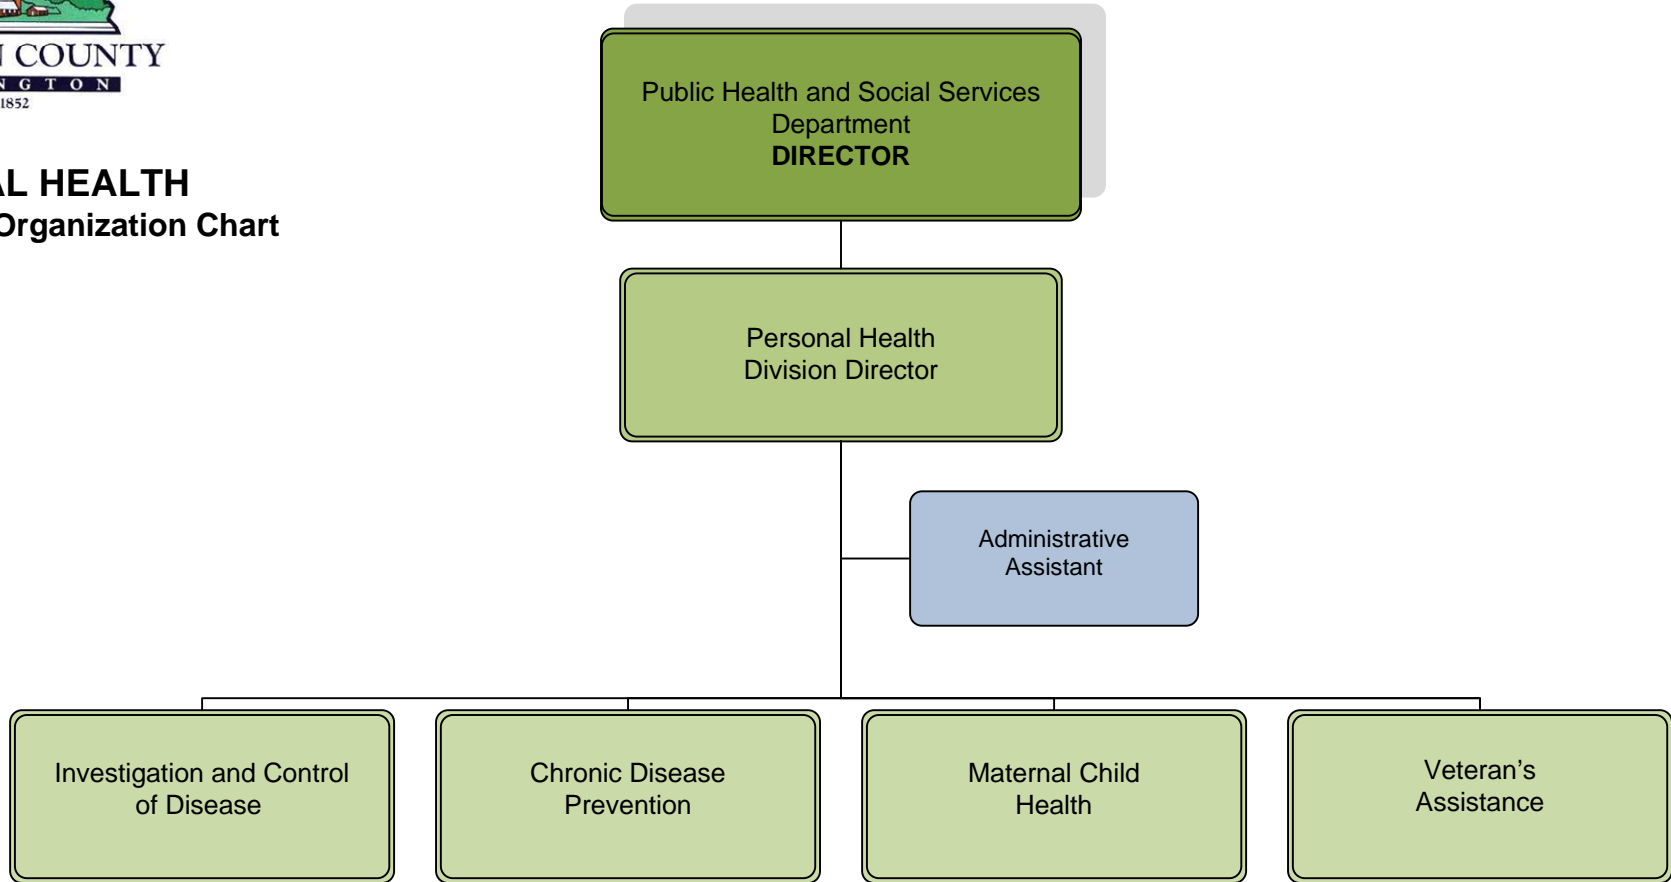 N COUNTY
N G T O N
1852
AL HEALTH
Organization Chart
Public Health and Social Services
Department
DIRECTOR
Personal Health
Division Director
Administrative
Assistant
Investigation and Control
of Disease
Chronic Disease
Prevention
Maternal Child
Health
Veteran’s
Assistance